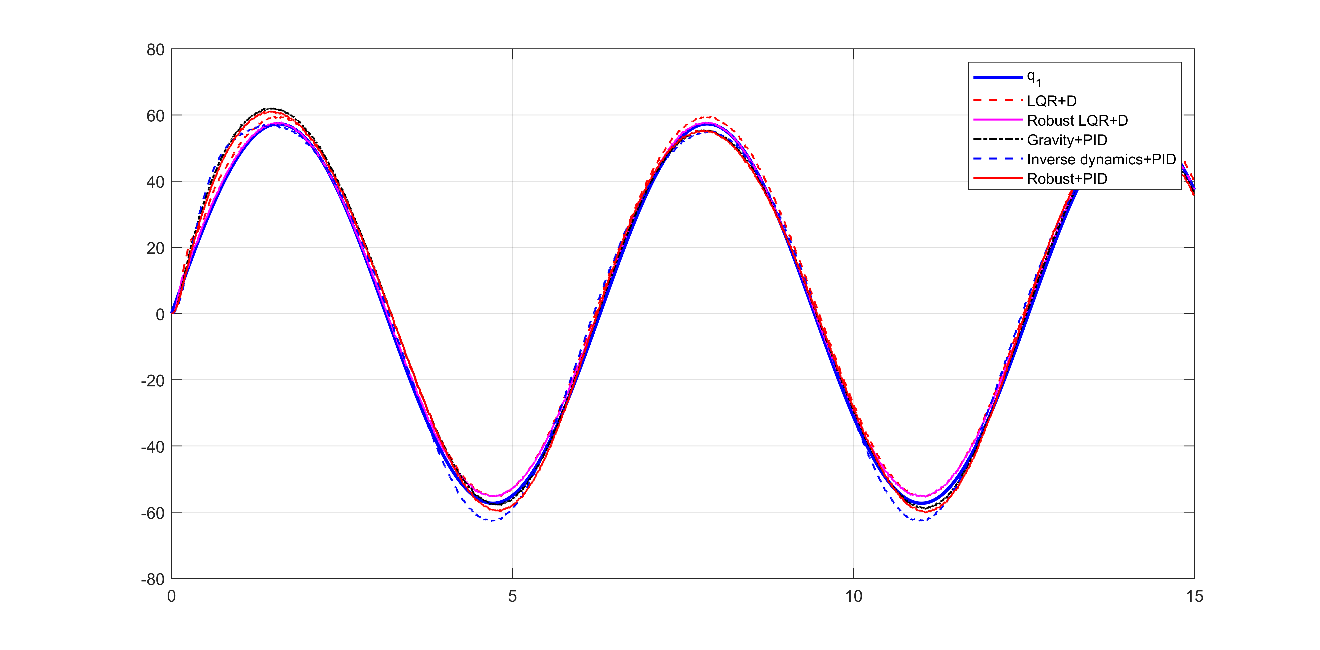 80
60
40
20
0
-20
-40
-60
-80
0
5
10
15
q1
LQR+D
Robust LQR+D
Gravity+PID
Inverse dynamics+PID
Robust+PID